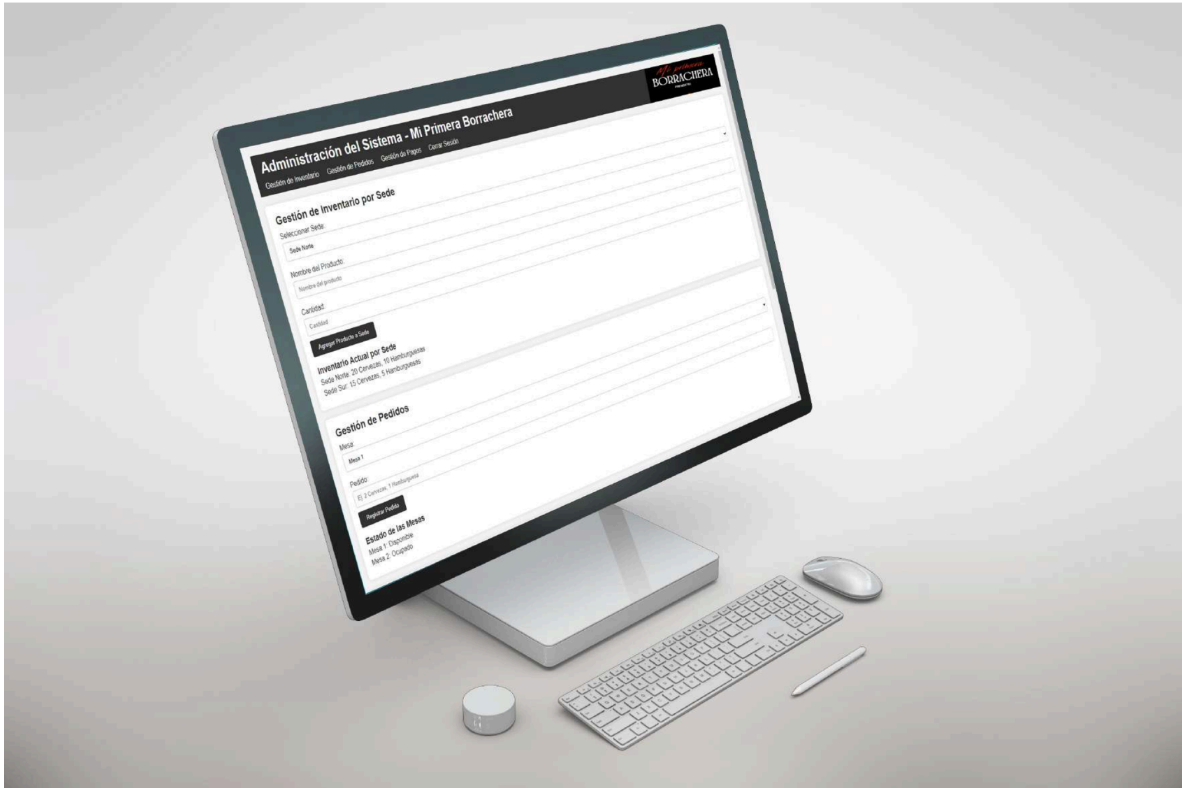 Mi primera
BORRACHERA
Administración del Sistema - Mi Primera Borrachera
Gestión de Inventario Gestión de Pedidos Gestión de Pagos Cerrar Sesión
Gestión de Inventario por Sede
Seleccionar Sede:
Sede Norte
Nombre del Producto:
Nombre del producto
Cantidad:
Cantidad
Agregar Producto a Sede
Inventario Actual por Sede
Sede Norte: 20 Cervezas, 10 Hamburguesas
Sede Sur: 15 Cervezas, 5 Hamburguesas
Gestión de Pedidos
Mesa:
Mesa 1
Pedido:
Ej: 2 Cervezas, 1 Hamburguesa
Registrar Pedido
Estado de las Mesas
Mesa 1: Disponible
Mesa 2: Ocupado